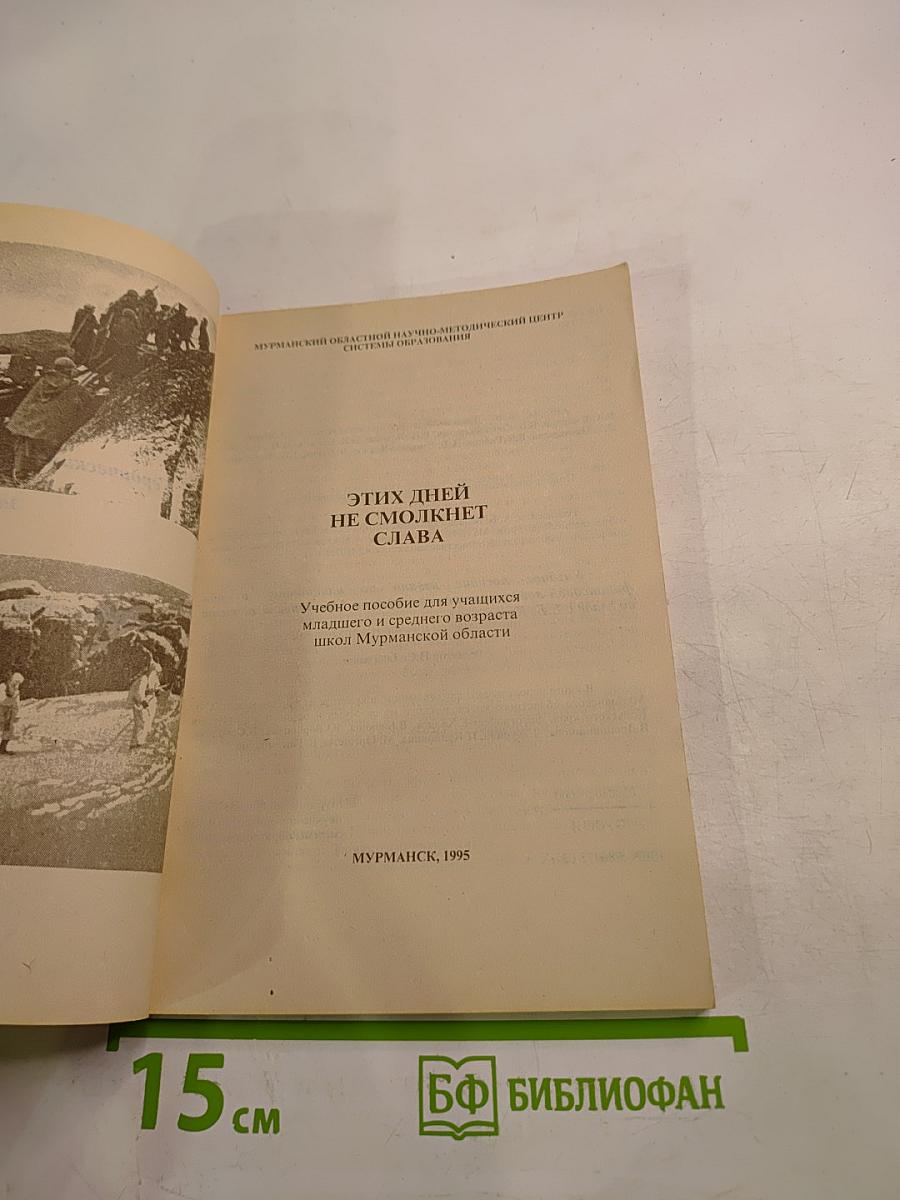 МУРМАНСКИЙ ОБЛАСТНОЙ НАУЧНО-МЕТОДИЧЕСКИЙ ЦЕНТР
СИСТЕМЫ ОБРАЗОВАНИЯ
ЭТИХ ДНЕЙ
НЕ СМОЛКНЕТ
СЛАВА
Учебное пособие для учащихся
младшего и среднего возраста
школ Мурманской области
МУРМАНСК, 1995
15 см
БФ БИБЛИОФАН